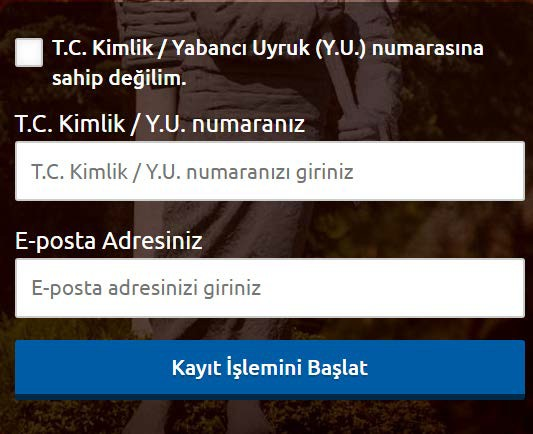 T.C. Kimlik / Yabancı Uyruk (Y.U.) numarasına
sahip değilim.
T.C. Kimlik / Y.U. numaranız
T.C. Kimlik / Y.U. numaranızı giriniz
E-posta Adresiniz
E-posta adresinizi giriniz
Kayıt İşlemini Başlat